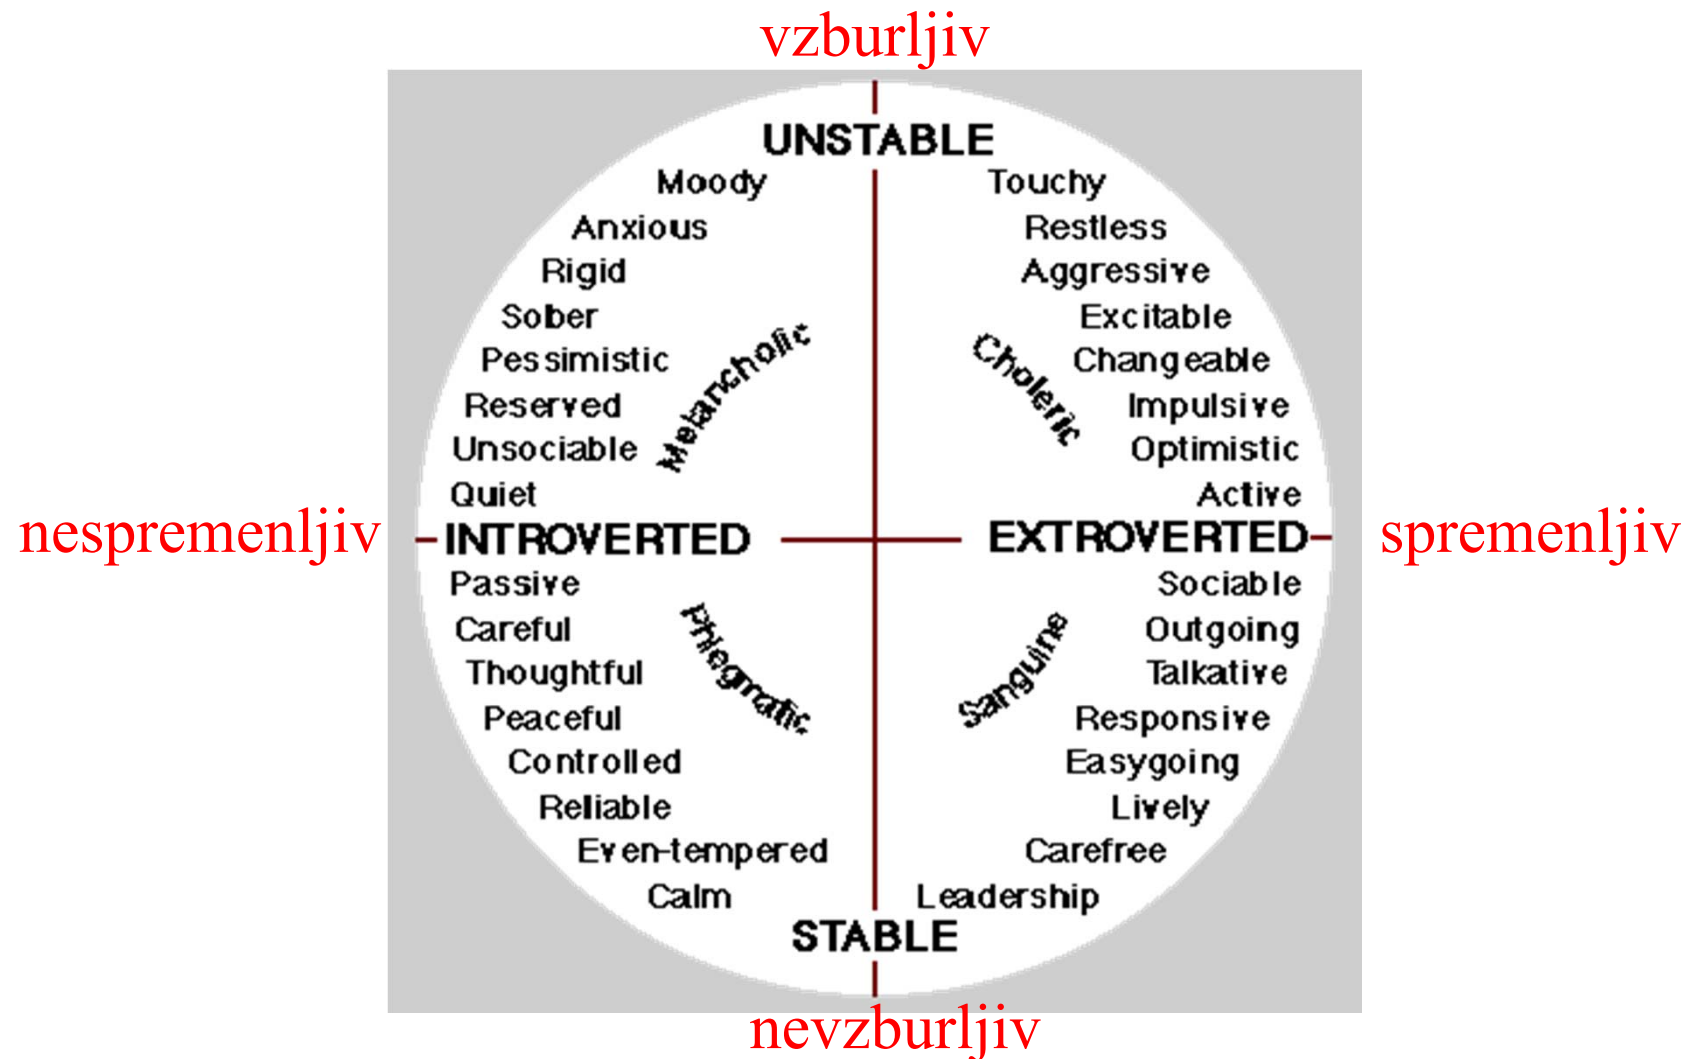 vzburljiv
UNSTABLE
Moody Touchy
Anxious Restless
Rigid Aggressive
Sober Excitable
Pessimistic Changeable
Reserved Impulsive
Unsociable Optimistic
Quiet Active
Melancholic Choleric
nespremenljiv INTROVERTED EXTROVERTED spremenljiv
Passive Sociable
Careful Outgoing
Thoughtful Talkative
Peaceful Responsive
Controlled Easygoing
Reliable Lively
Even-tempered Carefree
Calm Leadership
Phlegmatic Sanguine
STABLE
nevzburljiv